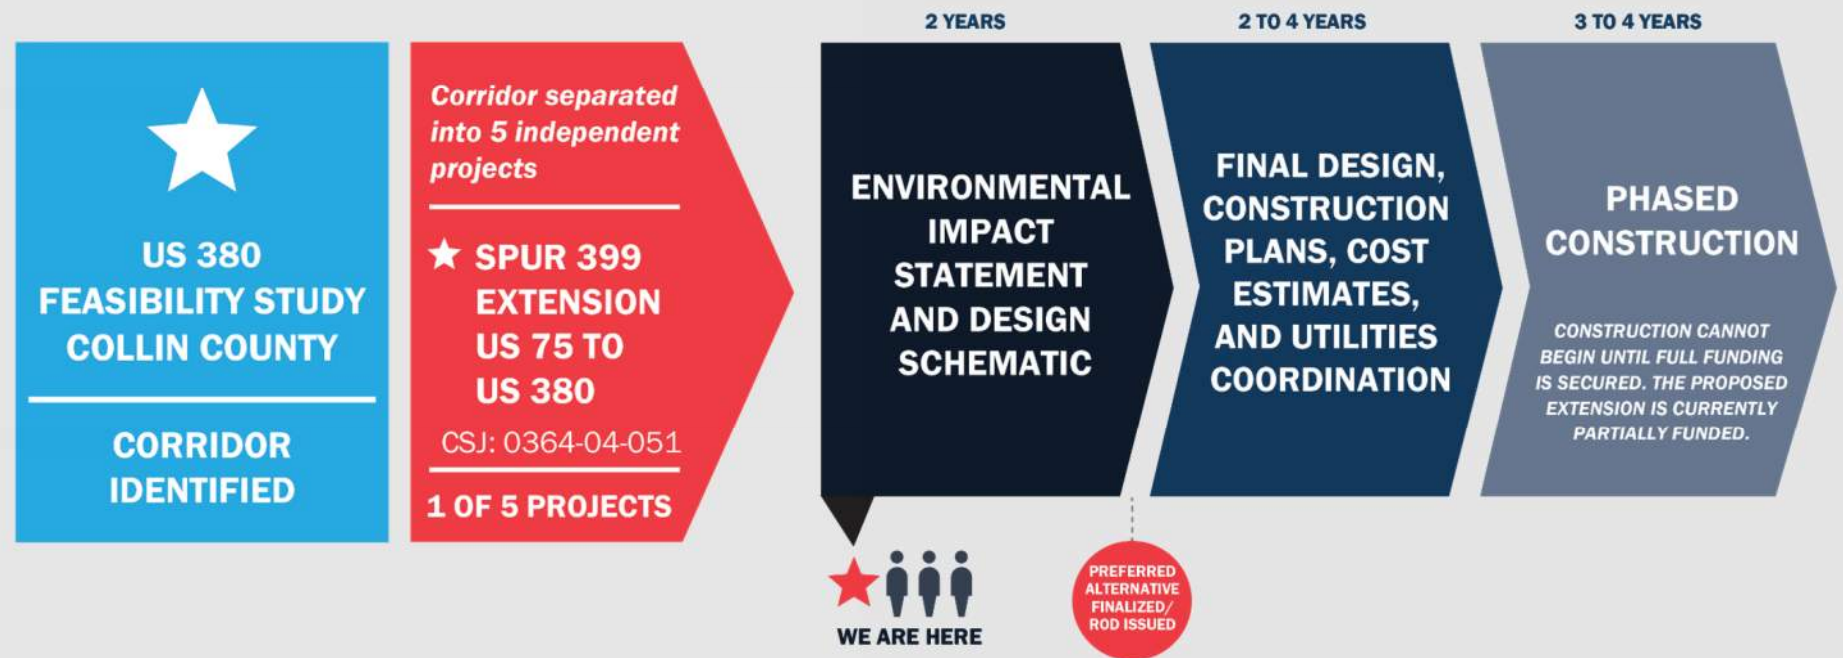 US 380
FEASIBILITY STUDY
COLLIN COUNTY
CORRIDOR
IDENTIFIED
Corridor separated
into 5 independent
projects
SPUR 399
EXTENSION
US 75 TO
US 380
CSJ: 0364-04-051
1 OF 5 PROJECTS
2 YEARS
ENVIRONMENTAL
IMPACT
STATEMENT
AND DESIGN
SCHEMATIC
WE ARE HERE
PREFERRED
ALTERNATIVE
FINALIZED/
ROD ISSUED
2 TO 4 YEARS
FINAL DESIGN,
CONSTRUCTION
PLANS, COST
ESTIMATES,
AND UTILITIES
COORDINATION
3 TO 4 YEARS
PHASED
CONSTRUCTION
CONSTRUCTION CANNOT
BEGIN UNTIL FULL FUNDING
IS SECURED. THE PROPOSED
EXTENSION IS CURRENTLY
PARTIALLY FUNDED.